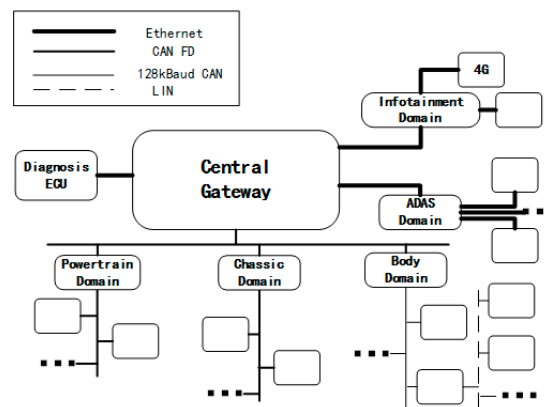 Ethernet
CAN FD
128kBaud CAN
LIN
4G
Infotainment
Domain
Diagnosis
ECU
Central
Gateway
ADAS
Domain
Powertrain
Domain
Chassic
Domain
Body
Domain